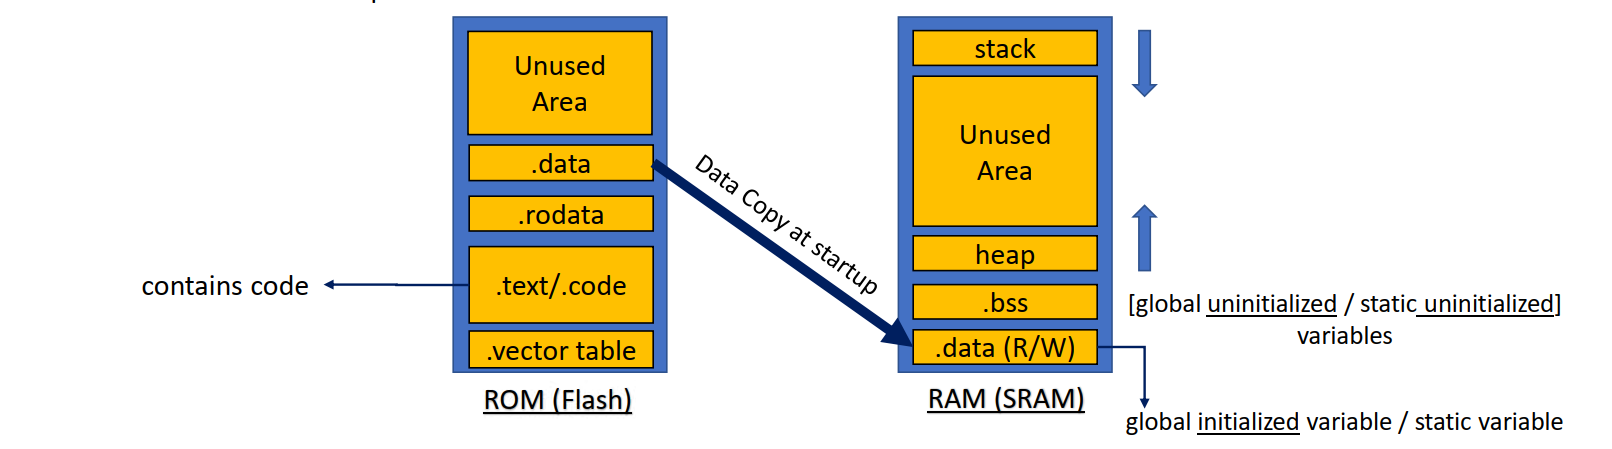 Unused
Area
.data
.rodata
.text/.code
.vector table
ROM (Flash)
contains code
Data Copy at startup
stack
Unused
Area
heap
.bss
.data (R/W)
RAM (SRAM)
[global uninitialized / static uninitialized]
variables
global initialized variable / static variable